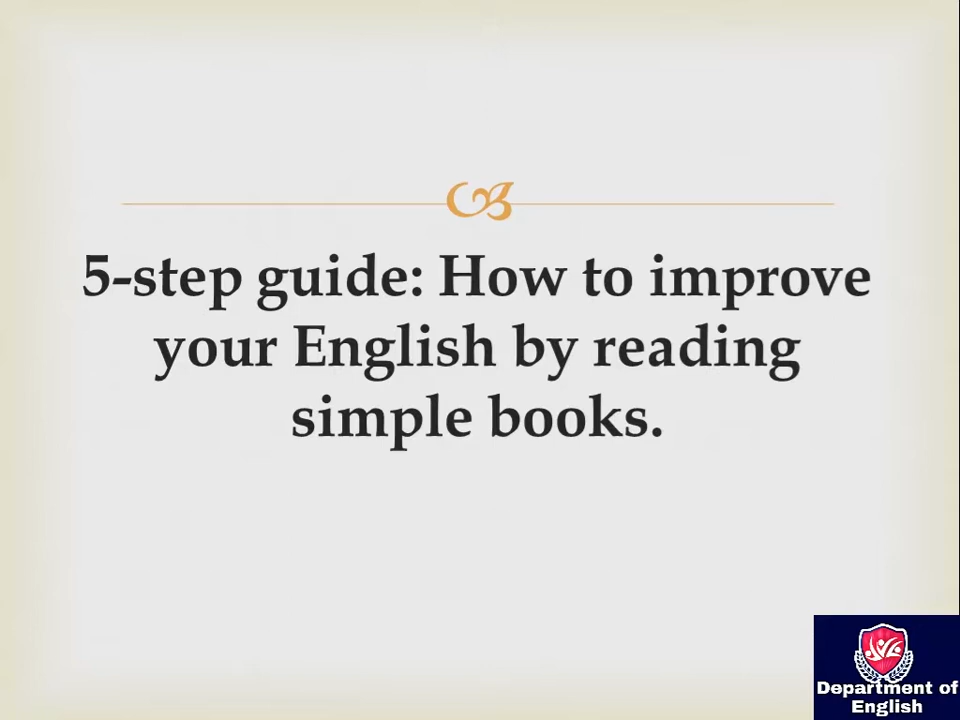 5-step guide: How to improve
your English by reading
simple books.
Department of
English